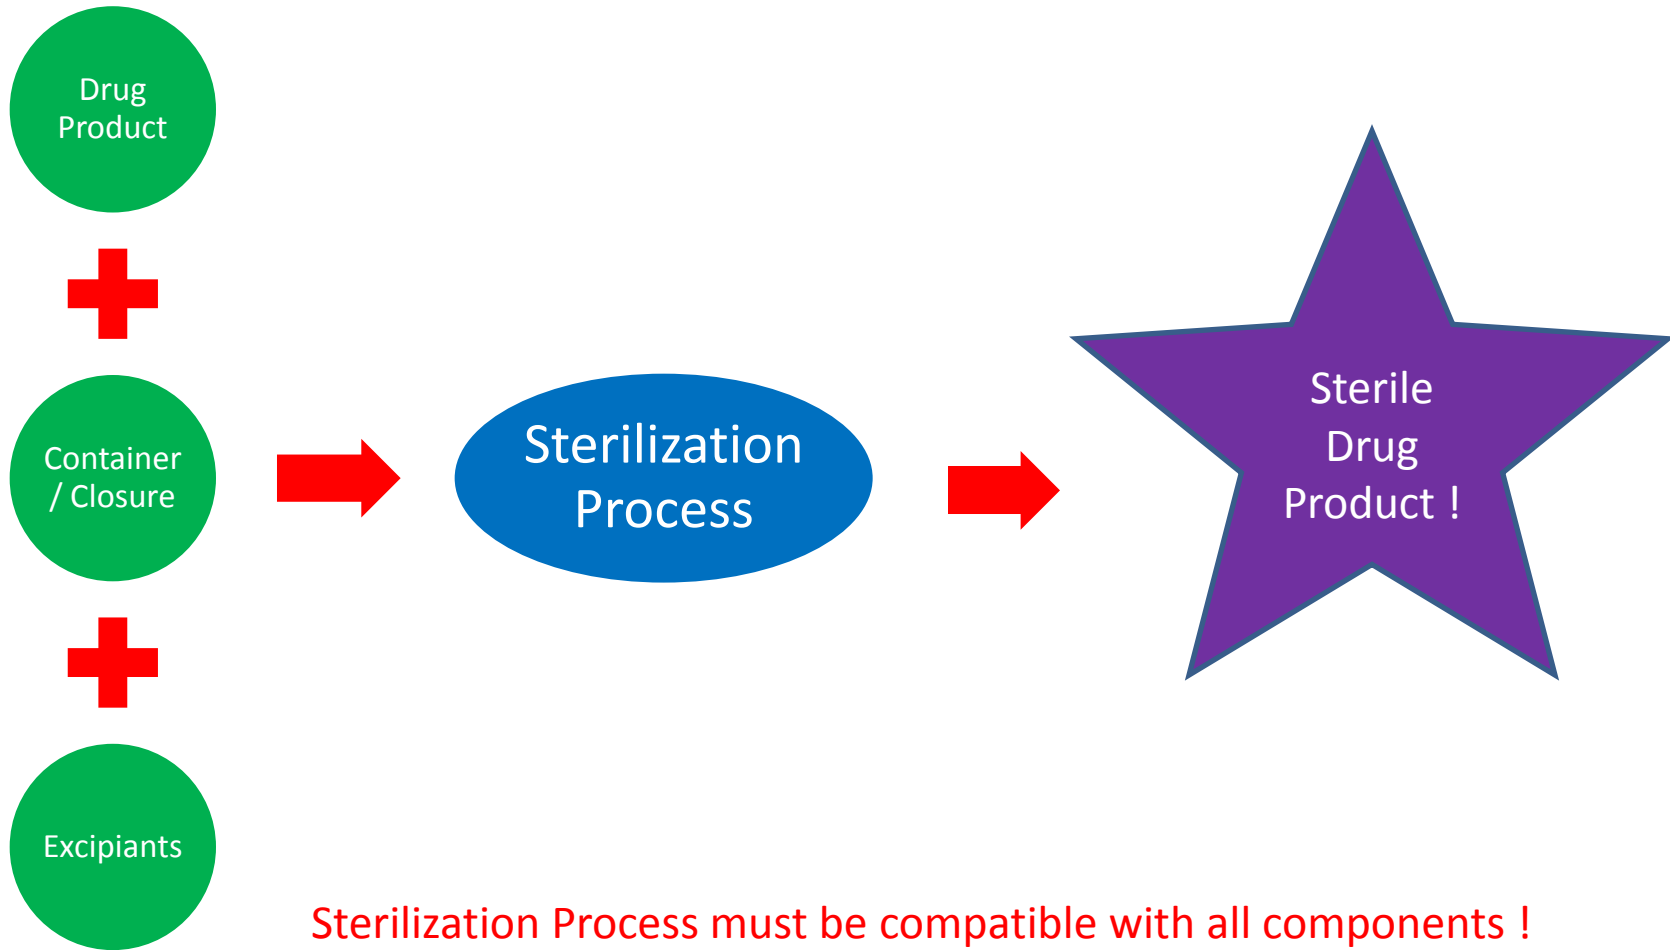 Drug
Product
Container
/ Closure
Excipiants
Sterilization
Process
Sterile
Drug
Product !
Sterilization Process must be compatible with all components !